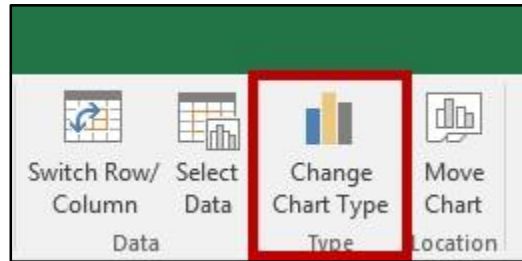 Switch Row/ Select Change Move
Column Data Chart Type Chart
Data Type Location